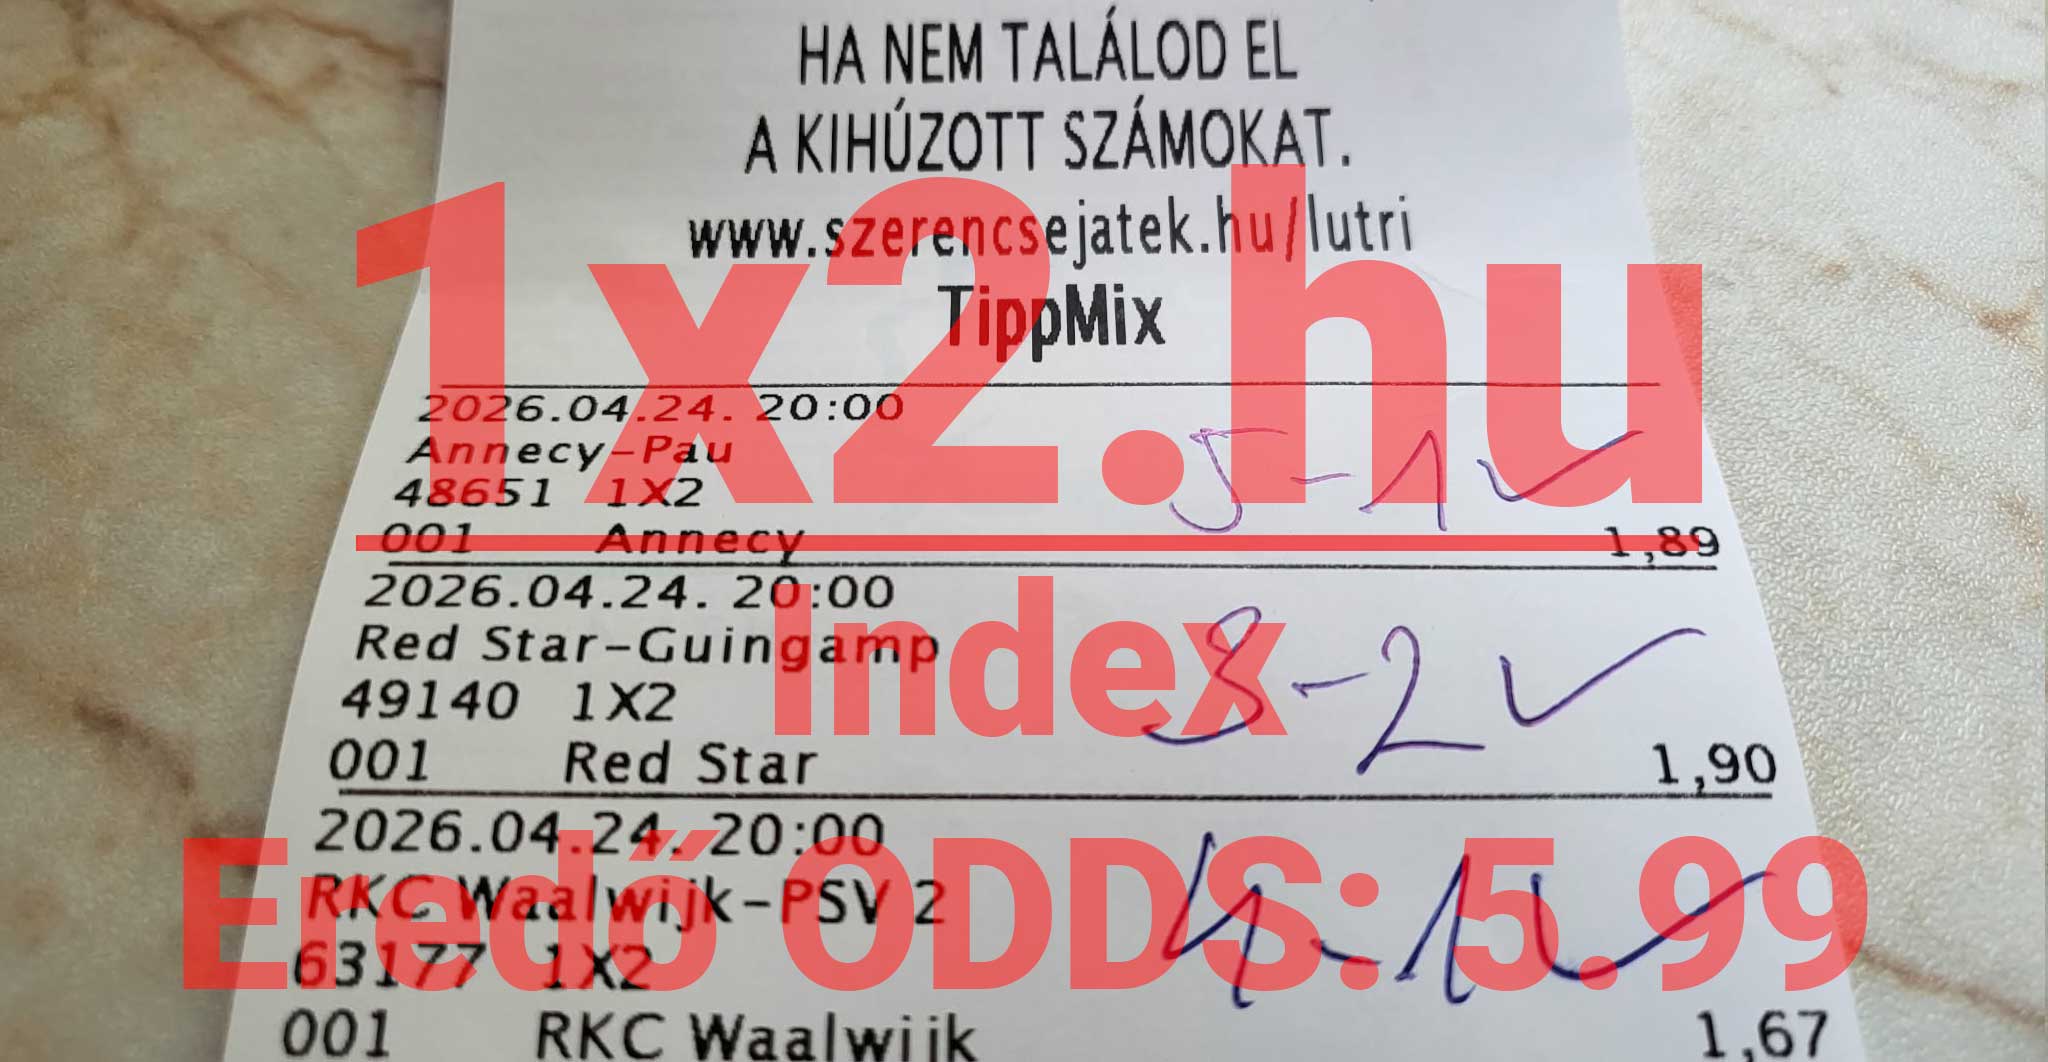 HA NEM TALÁLOD EL
A KIHÚZOTT SZÁMOKAT.
www.szerencsejatek.hu/lutri
TippMix
1x2.hu
2026.04.24. 20:00
Annecy-Pau
48651 1X2
5-1
001 Annecy 1,89
Index
2026.04.24. 20:00
Red Star-Guingamp
49140 1X2
3-2
001 Red Star 1,90
Eredő ODDS: 5.99
2026.04.24. 20:00
RKC Waalwijk-PSV 2
63177 1X2
4-1
001 RKC Waalwijk 1,67